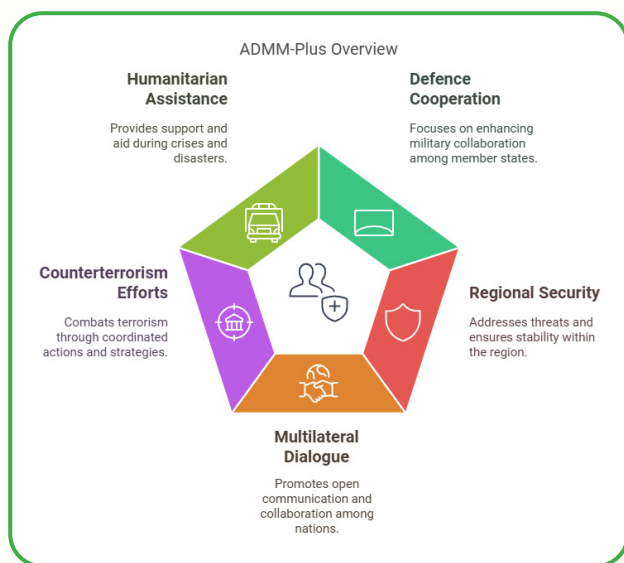 ADMM-Plus Overview
Humanitarian
Assistance
Provides support and
aid during crises and
disasters.
Defence
Cooperation
Focuses on enhancing
military collaboration
among member states.
Counterterrorism
Efforts
Combats terrorism
through coordinated
actions and strategies.
Regional Security
Addresses threats and
ensures stability within
the region.
Multilateral
Dialogue
Promotes open
communication and
collaboration among
nations.